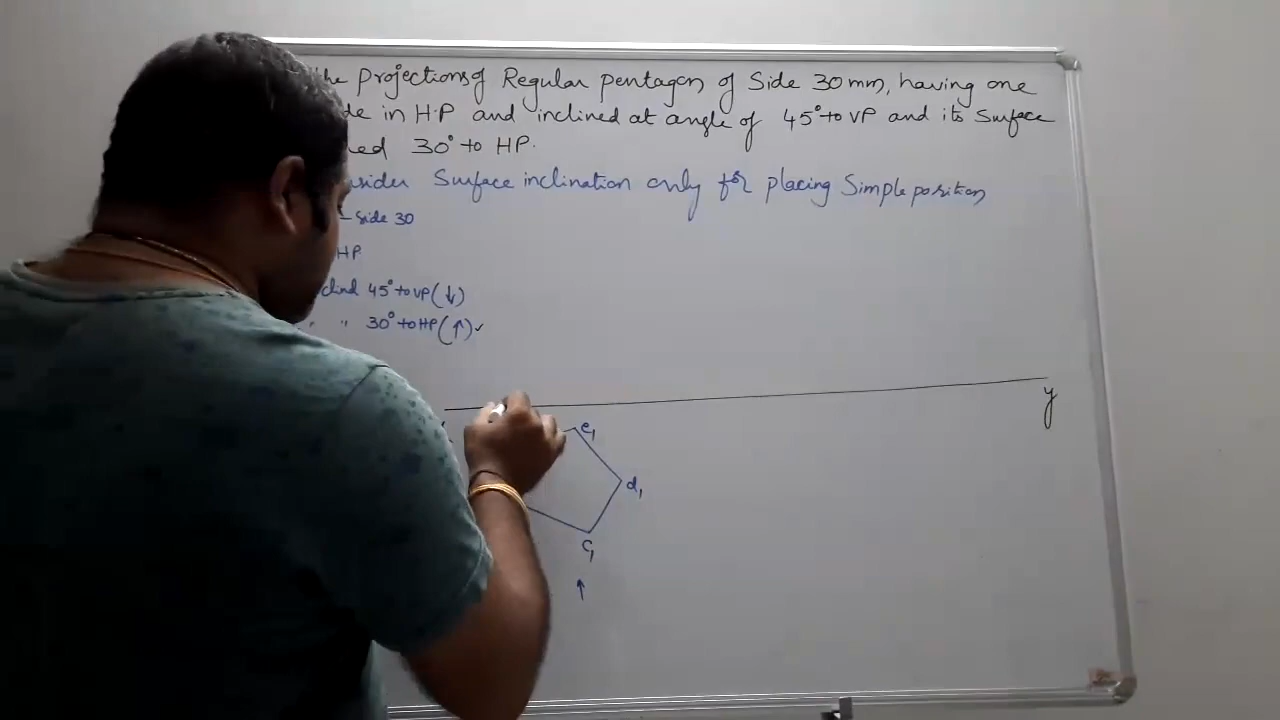 the projections of Regular pentagon of Side 30mm, having one
de in H.P and inclined at angle of 45° to VP and its Surface
ed 30° to HP.
sider Surface inclination only for placing Simple position
Side 30
HP
clind 45° to VP (↓)
" 30° to HP (↑) ✓
y
e₁
d₁
c₁
↑